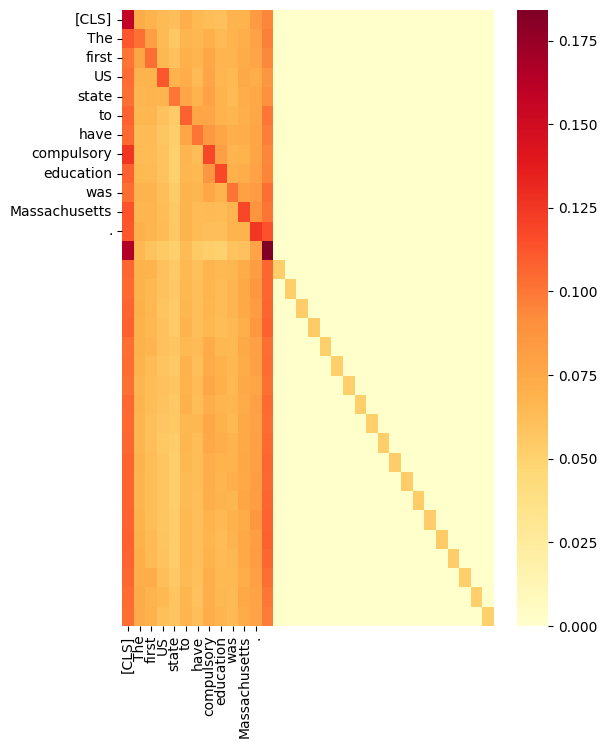 [CLS]
The
first
US
state
to
have
compulsory
education
was
Massachusetts
.
0.175
0.150
0.125
0.100
0.075
0.050
0.025
0.000
[CLS]
The
first
US
state
to
have
compulsory
education
was
Massachusetts
.